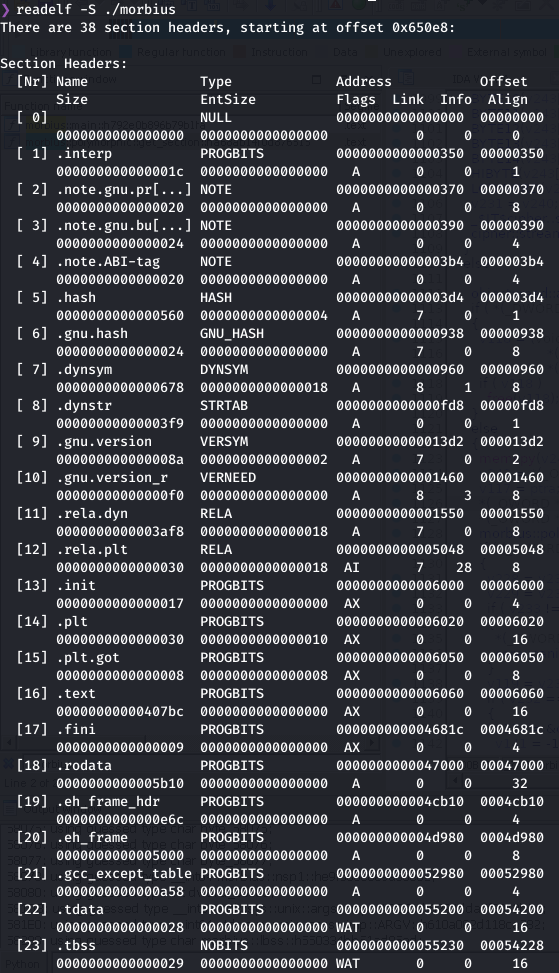 ❯ readelf -S ./morbius
There are 38 section headers, starting at offset 0x650e8:
Section Headers:
[Nr] Name Type Address Offset
Size EntSize Flags Link Info Align
[ 0] NULL 0000000000000000 00000000
0000000000000000 0000000000000000 0 0 0
[ 1] .interp PROGBITS 0000000000000350 00000350
000000000000001c 0000000000000000 A 0 0 1
[ 2] .note.gnu.pr[...] NOTE 0000000000000370 00000370
0000000000000020 0000000000000000 A 0 0 8
[ 3] .note.gnu.bu[...] NOTE 0000000000000390 00000390
0000000000000024 0000000000000000 A 0 0 4
[ 4] .note.ABI-tag NOTE 00000000000003b4 000003b4
0000000000000020 0000000000000000 A 0 0 4
[ 5] .hash HASH 00000000000003d4 000003d4
0000000000000560 0000000000000004 A 7 0 1
[ 6] .gnu.hash GNU_HASH 0000000000000938 00000938
0000000000000024 0000000000000000 A 7 0 8
[ 7] .dynsym DYNSYM 0000000000000960 00000960
0000000000000678 0000000000000018 A 8 1 8
[ 8] .dynstr STRTAB 0000000000000fd8 00000fd8
00000000000003f9 0000000000000000 A 0 0 1
[ 9] .gnu.version VERSYM 00000000000013d2 000013d2
000000000000008a 0000000000000002 A 7 0 2
[10] .gnu.version_r VERNEED 0000000000001460 00001460
00000000000000f0 0000000000000000 A 8 3 8
[11] .rela.dyn RELA 0000000000001550 00001550
0000000000003af8 0000000000000018 A 7 0 8
[12] .rela.plt RELA 0000000000005048 00005048
0000000000000030 0000000000000018 AI 7 28 8
[13] .init PROGBITS 0000000000006000 00006000
0000000000000017 0000000000000000 AX 0 0 4
[14] .plt PROGBITS 0000000000006020 00006020
0000000000000030 0000000000000010 AX 0 0 16
[15] .plt.got PROGBITS 0000000000006050 00006050
0000000000000008 0000000000000008 AX 0 0 8
[16] .text PROGBITS 0000000000006060 00006060
00000000000407bc 0000000000000000 AX 0 0 16
[17] .fini PROGBITS 000000000004681c 0004681c
0000000000000009 0000000000000000 AX 0 0 4
[18] .rodata PROGBITS 0000000000047000 00047000
0000000000005b10 0000000000000000 A 0 0 32
[19] .eh_frame_hdr PROGBITS 000000000004cb10 0004cb10
0000000000000e6c 0000000000000000 A 0 0 4
[20] .eh_frame PROGBITS 000000000004d980 0004d980
0000000000005000 0000000000000000 A 0 0 8
[21] .gcc_except_table PROGBITS 0000000000052980 00052980
0000000000000a58 0000000000000000 A 0 0 4
[22] .tdata PROGBITS 0000000000055200 00054200
0000000000000028 0000000000000000 WAT 0 0 16
[23] .tbss NOBITS 0000000000055230 00054228
0000000000000029 0000000000000000 WAT 0 0 16